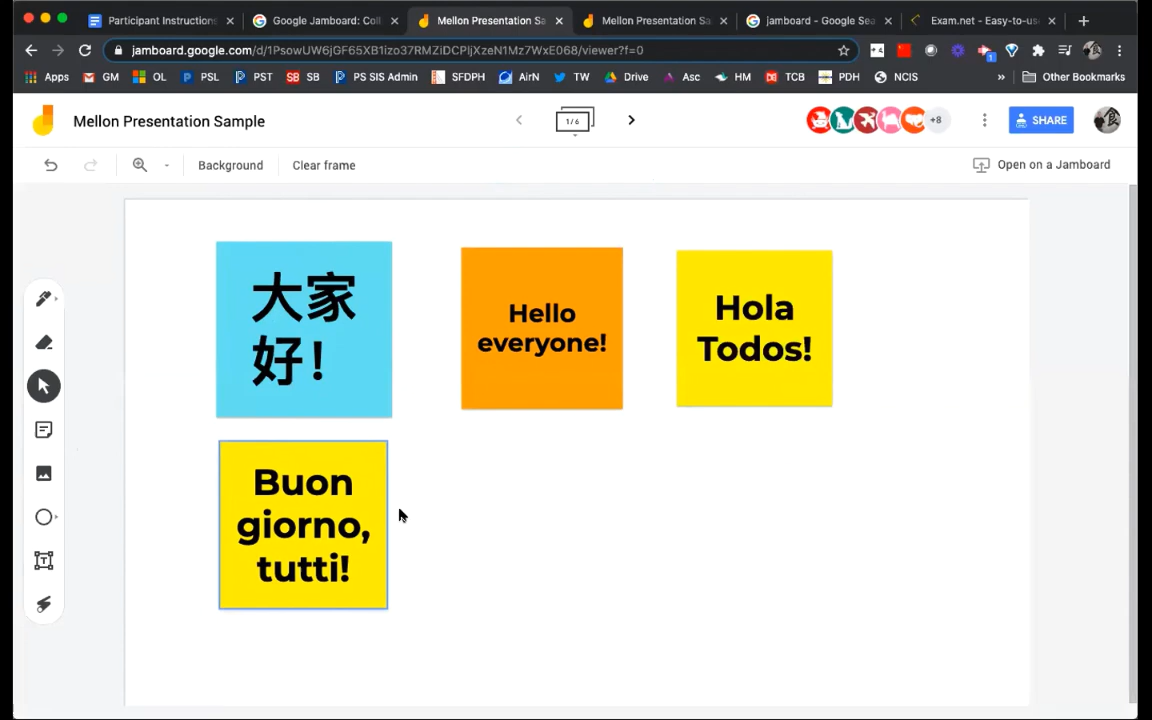 Participant Instructions
Google Jamboard: Coll
Mellon Presentation Sa
Mellon Presentation Sa
jamboard - Google Sea
Exam.net - Easy-to-us
jamboard.google.com/d/1PsowUW6jGF65XB1izo37RMZiDCPljXzeN1Mz7WxE068/viewer?f=0
Apps GM OL PSL PST SB SB PS SIS Admin SFDPH AirN TW Drive Asc HM TCB PDH NCIS » Other Bookmarks
Mellon Presentation Sample
1/6
+8
SHARE
Background
Clear frame
Open on a Jamboard
大家
好!
Hello
everyone!
Hola
Todos!
Buon
giorno,
tutti!